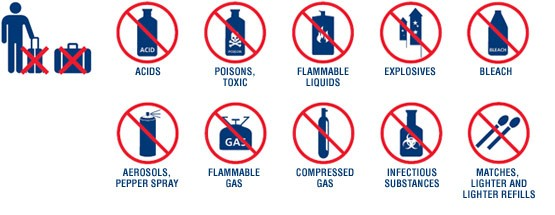 ACID
POISON
BLEACH
ACIDS
POISONS,
TOXIC
FLAMMABLE
LIQUIDS
EXPLOSIVES
BLEACH
GAS
AEROSOLS,
PEPPER SPRAY
FLAMMABLE
GAS
COMPRESSED
GAS
INFECTIOUS
SUBSTANCES
MATCHES,
LIGHTER AND
LIGHTER REFILLS